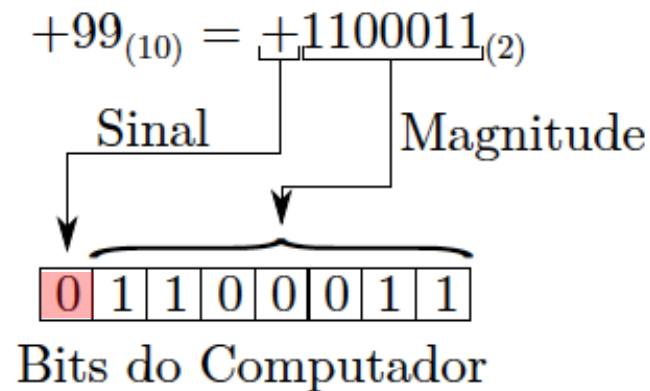 +99(10) = +1100011(2)
Sinal
Magnitude
0 1 1 0 0 0 1 1
Bits do Computador